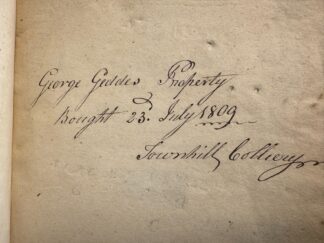 George Geddes Property
Bought 23. July 1809
Townhill Colliery